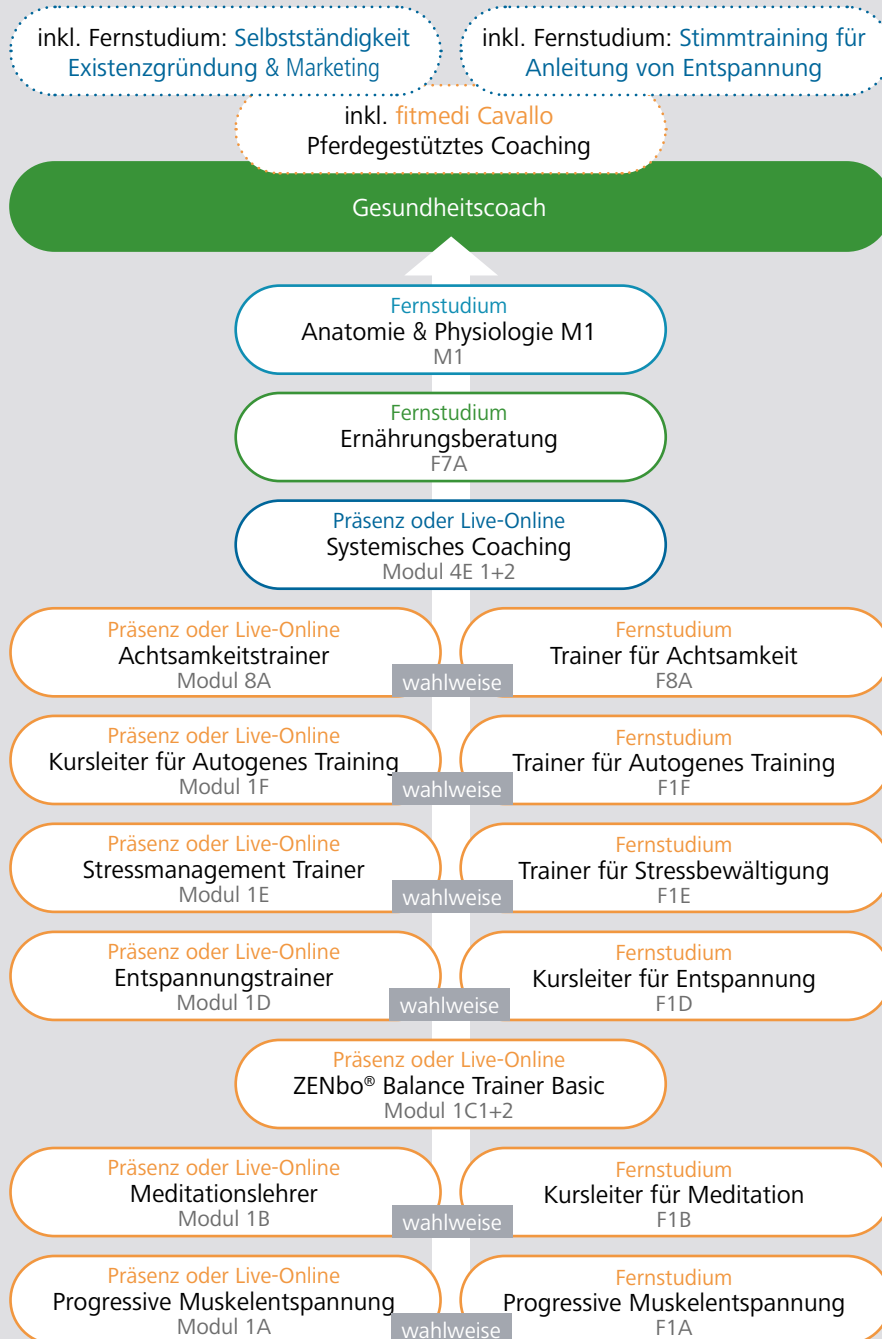 inkl. Fernstudium: Selbstständigkeit
Existenzgründung & Marketing
inkl. Fernstudium: Stimmtraining für
Anleitung von Entspannung
inkl. fitmedi Cavallo
Pferdegestütztes Coaching
Gesundheitscoach
Fernstudium
Anatomie & Physiologie M1
M1
Fernstudium
Ernährungsberatung
F7A
Präsenz oder Live-Online
Systemisches Coaching
Modul 4E 1+2
Präsenz oder Live-Online
Achtsamkeitstrainer
Modul 8A
wahlweise
Fernstudium
Trainer für Achtsamkeit
F8A
Präsenz oder Live-Online
Kursleiter für Autogenes Training
Modul 1F
wahlweise
Fernstudium
Trainer für Autogenes Training
F1F
Präsenz oder Live-Online
Stressmanagement Trainer
Modul 1E
wahlweise
Fernstudium
Trainer für Stressbewältigung
F1E
Präsenz oder Live-Online
Entspannungstrainer
Modul 1D
wahlweise
Fernstudium
Kursleiter für Entspannung
F1D
Präsenz oder Live-Online
ZENbo® Balance Trainer Basic
Modul 1C1+2
Präsenz oder Live-Online
Meditationslehrer
Modul 1B
wahlweise
Fernstudium
Kursleiter für Meditation
F1B
Präsenz oder Live-Online
Progressive Muskelentspannung
Modul 1A
wahlweise
Fernstudium
Progressive Muskelentspannung
F1A